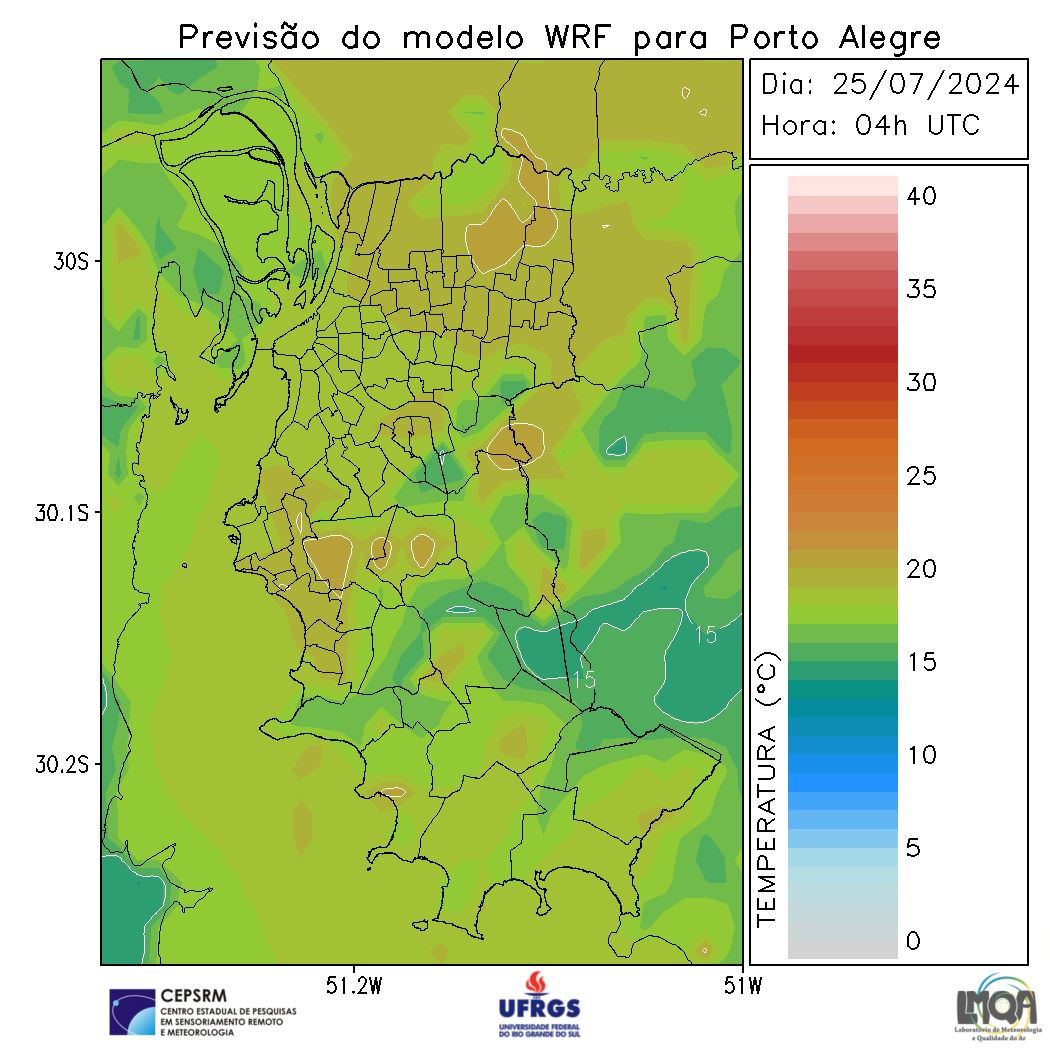 Previsão do modelo WRF para Porto Alegre
Dia: 25/07/2024
Hora: 04h UTC
40
35
30
25
20
15
10
5
0
TEMPERATURA (°C)
30S
30.1S
30.2S
51.2W
51W
15
15
CEPSRM
CENTRO ESTADUAL DE PESQUISAS
EM SENSORIAMENTO REMOTO
E METEOROLOGIA
UFRGS
UNIVERSIDADE FEDERAL
DO RIO GRANDE DO SUL
LMQA
Laboratório de Meteorologia
e Qualidade do Ar